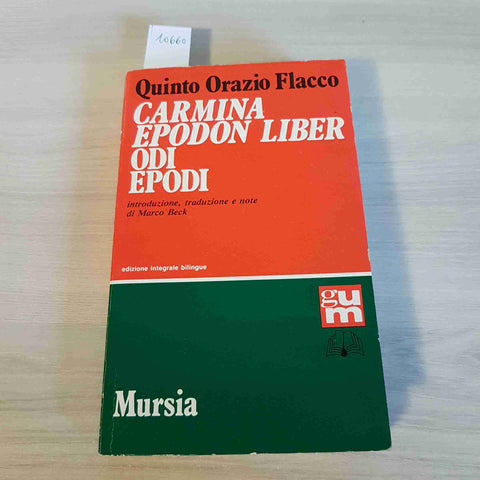 10660
Quinto Orazio Flacco
CARMINA
EPODON LIBER
ODI
EPODI
introduzione, traduzione e note
di Marco Beck
edizione integrale bilingue
gum
Mursia